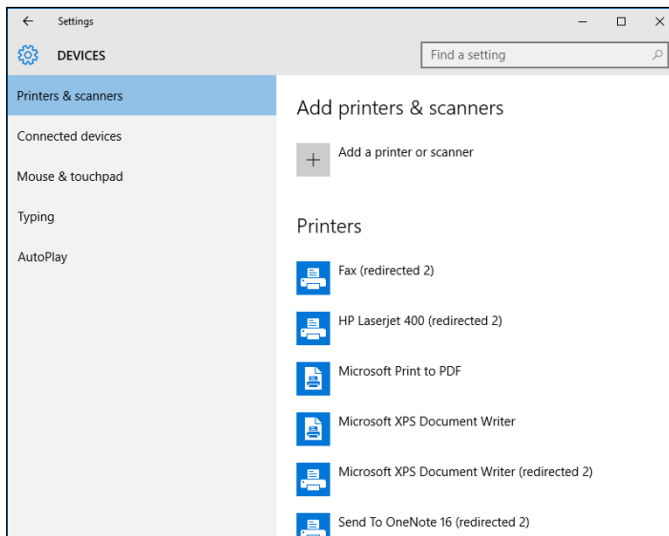 Settings
DEVICES
Find a setting
Printers & scanners
Connected devices
Mouse & touchpad
Typing
AutoPlay
Add printers & scanners
Add a printer or scanner
Printers
Fax (redirected 2)
HP Laserjet 400 (redirected 2)
Microsoft Print to PDF
Microsoft XPS Document Writer
Microsoft XPS Document Writer (redirected 2)
Send To OneNote 16 (redirected 2)